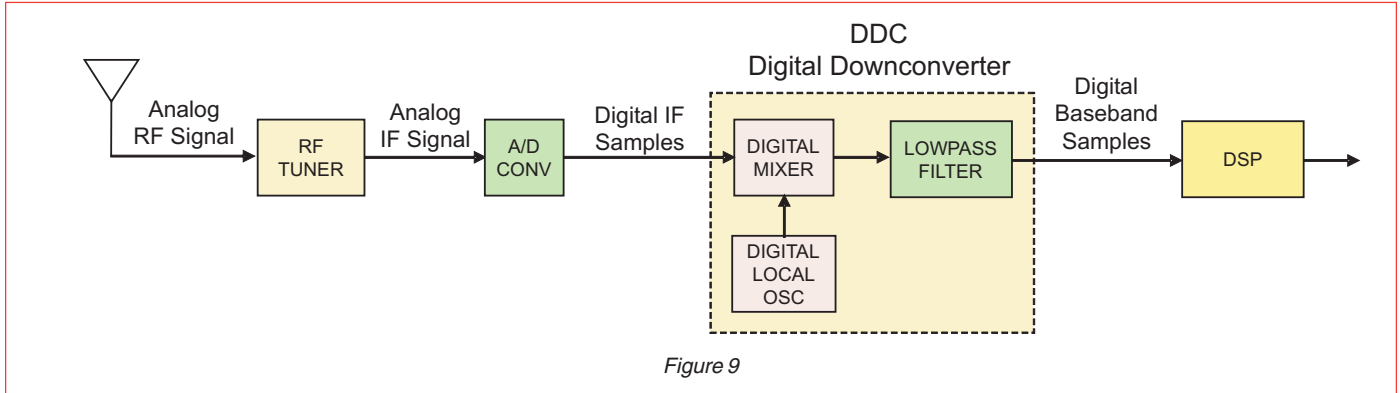 DDC
Digital Downconverter
Analog
RF Signal
RF
TUNER
Analog
IF Signal
A/D
CONV
Digital IF
Samples
DIGITAL
MIXER
DIGITAL
LOCAL
OSC
LOWPASS
FILTER
Digital
Baseband
Samples
DSP
Figure 9